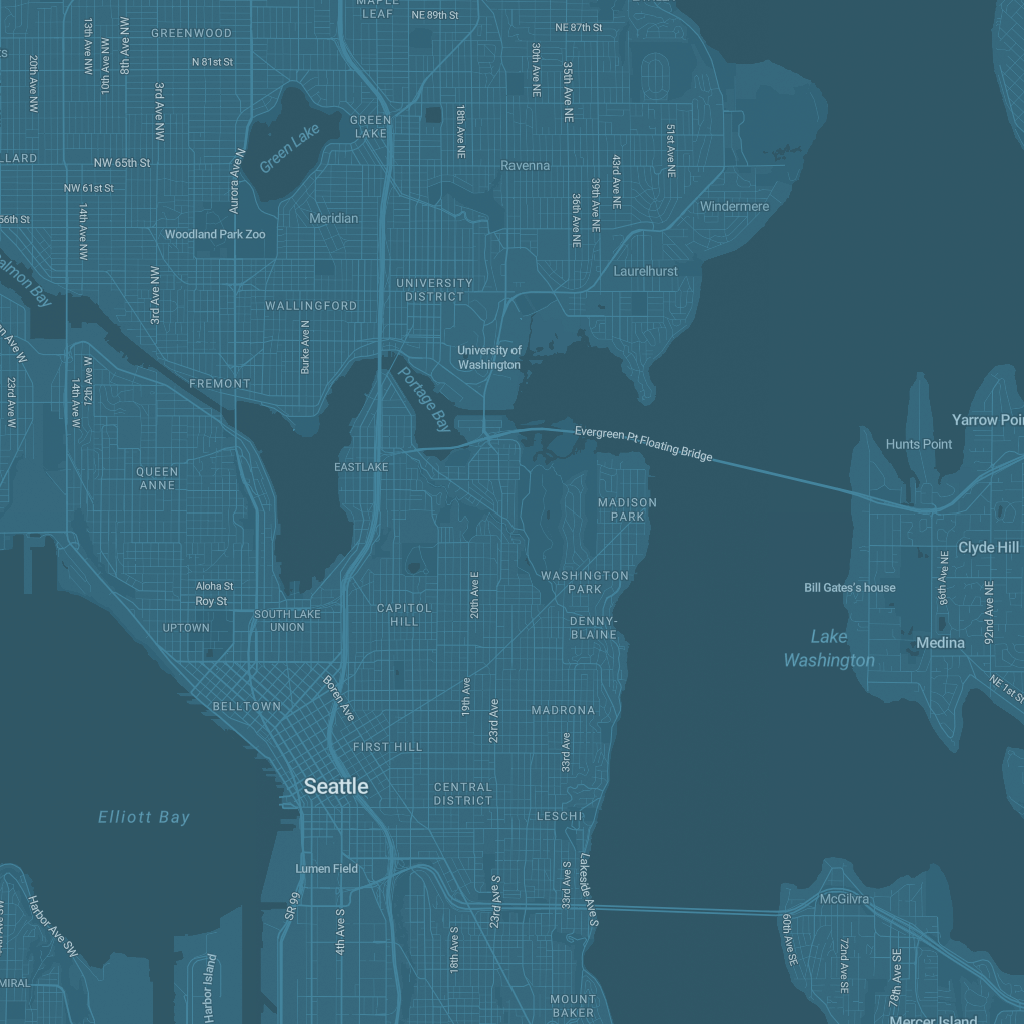 MAPLE
LEAF
NE 89th St
NE 87th St
GREENWOOD
13th Ave NW
10th Ave NW
8th Ave NW
N 81st St
20th Ave NW
3rd Ave NW
30th Ave NE
35th Ave NE
GREEN
LAKE
Green Lake
18th Ave NE
51st Ave NE
NW 65th St
Aurora Ave N
Ravenna
43rd Ave NE
39th Ave NE
36th Ave NE
NW 61st St
14th Ave NW
56th St
Meridian
Windermere
Woodland Park Zoo
3rd Ave NW
Laurelhurst
UNIVERSITY
DISTRICT
WALLINGFORD
Burke Ave N
University of
Washington
12th Ave W
14th Ave W
23rd Ave W
FREMONT
Portage Bay
Evergreen Pt Floating Bridge
Hunts Point
EASTLAKE
QUEEN
ANNE
MADISON
PARK
Clyde Hill
WASHINGTON
PARK
86th Ave NE
92nd Ave NE
Bill Gates's house
Aloha St
Roy St
20th Ave E
CAPITOL
HILL
SOUTH LAKE
UNION
UPTOWN
DENNY-
BLAINE
Lake
Washington
Medina
NE 1st St
Boren Ave
BELLTOWN
19th Ave
23rd Ave
MADRONA
33rd Ave
FIRST HILL
Seattle
CENTRAL
DISTRICT
LESCHI
Elliott Bay
Lumen Field
SR 99
4th Ave S
23rd Ave S
18th Ave S
33rd Ave S
Lakeside Ave S
McGilvra
60th Ave SE
72nd Ave SE
78th Ave SE
Harbor Ave SW
Harbor Island
MOUNT
BAKER
Mercer Island